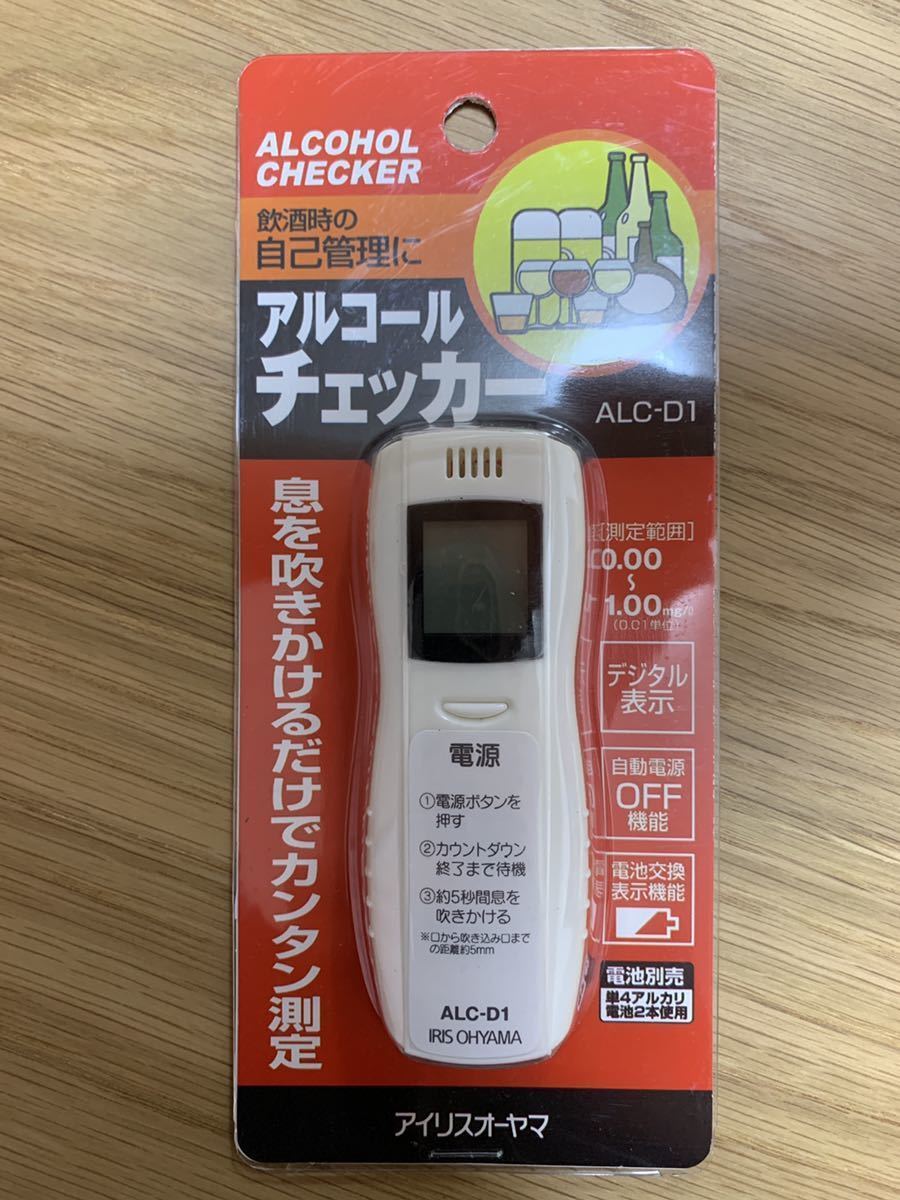 ALCOHOL
CHECKER
飲酒時の
自己管理に
アルコール
チェッカー
ALC-D1
息を吹きかけるだけでカンタン測定
[測定範囲]
0.00
〜
1.00mg/ℓ
(0.01単位)
デジタル
表示
自動電源
OFF
機能
電池交換
表示機能
電池別売
単4アルカリ
電池2本使用
電源
①電源ボタンを
押す
②カウントダウン
終了まで待機
③約5秒間息を
吹きかける
※口から吹き込み口まで
の距離約5mm
ALC-D1
IRIS OHYAMA
アイリスオーヤマ